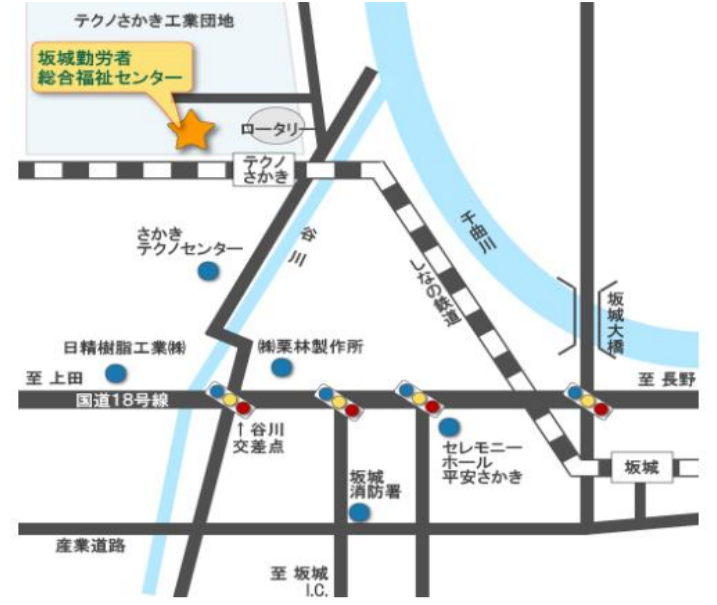 テクノさかき工業団地
坂城勤労者
総合福祉センター
ロータリー
テクノ
さかき
谷川
千曲川
さかき
テクノセンター
しなの鉄道
坂城大橋
日精樹脂工業㈱
㈱栗林製作所
至 上田
至 長野
国道18号線
↑谷川
交差点
セレモニー
ホール
平安さかき
坂城
坂城
消防署
産業道路
至 坂城
I.C.